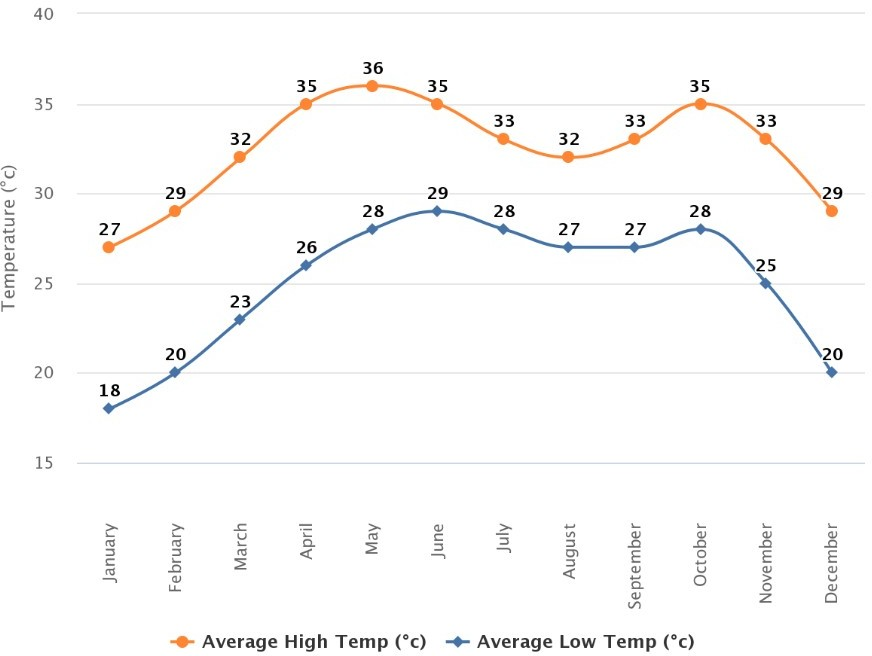 40
35
30
25
20
15
Temperature (°c)
27 29 32 35 36 35 33 32 33 35 33 29
18 20 23 26 28 29 28 27 27 28 25 20
January February March April May June July August September October November December
Average High Temp (°c) Average Low Temp (°c)